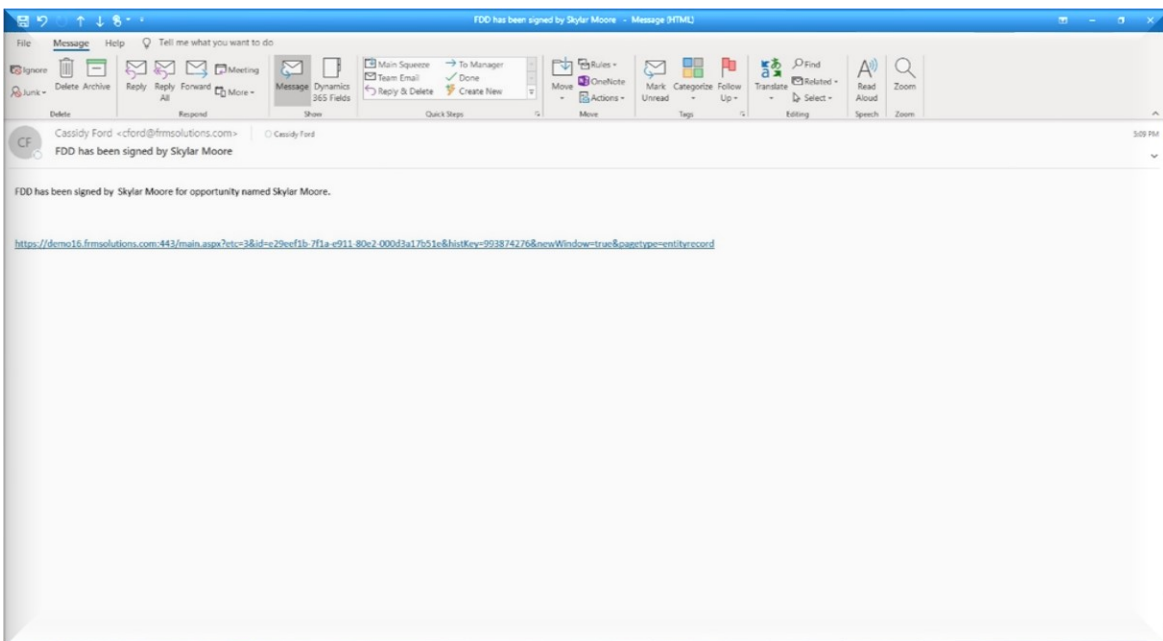 FDD has been signed by Skylar Moore - Message (HTML)
File Message Help Tell me what you want to do
Ignore
Junk
Delete Archive
Delete
Reply Reply All Forward
Meeting
More
Respond
Message Dynamics 365 Fields
Show
Main Squeeze To Manager
Team Email Done
Reply & Delete Create New
Quick Steps
Move
Rules
OneNote
Actions
Move
Mark Unread Categorize Follow Up
Tags
Translate
Find
Related
Select
Editing
Read Aloud
Speech
Zoom
Zoom
CF
Cassidy Ford <cford@frmsolutions.com> Cassidy Ford
5:09 PM
FDD has been signed by Skylar Moore
FDD has been signed by Skylar Moore for opportunity named Skylar Moore.
https://demo16.frmsolutions.com:443/main.aspx?etc=3&id=e29eef1b-7f1a-e911-80e2-000d3a17b51e&histKey=993874276&newWindow=true&pagetype=entityrecord